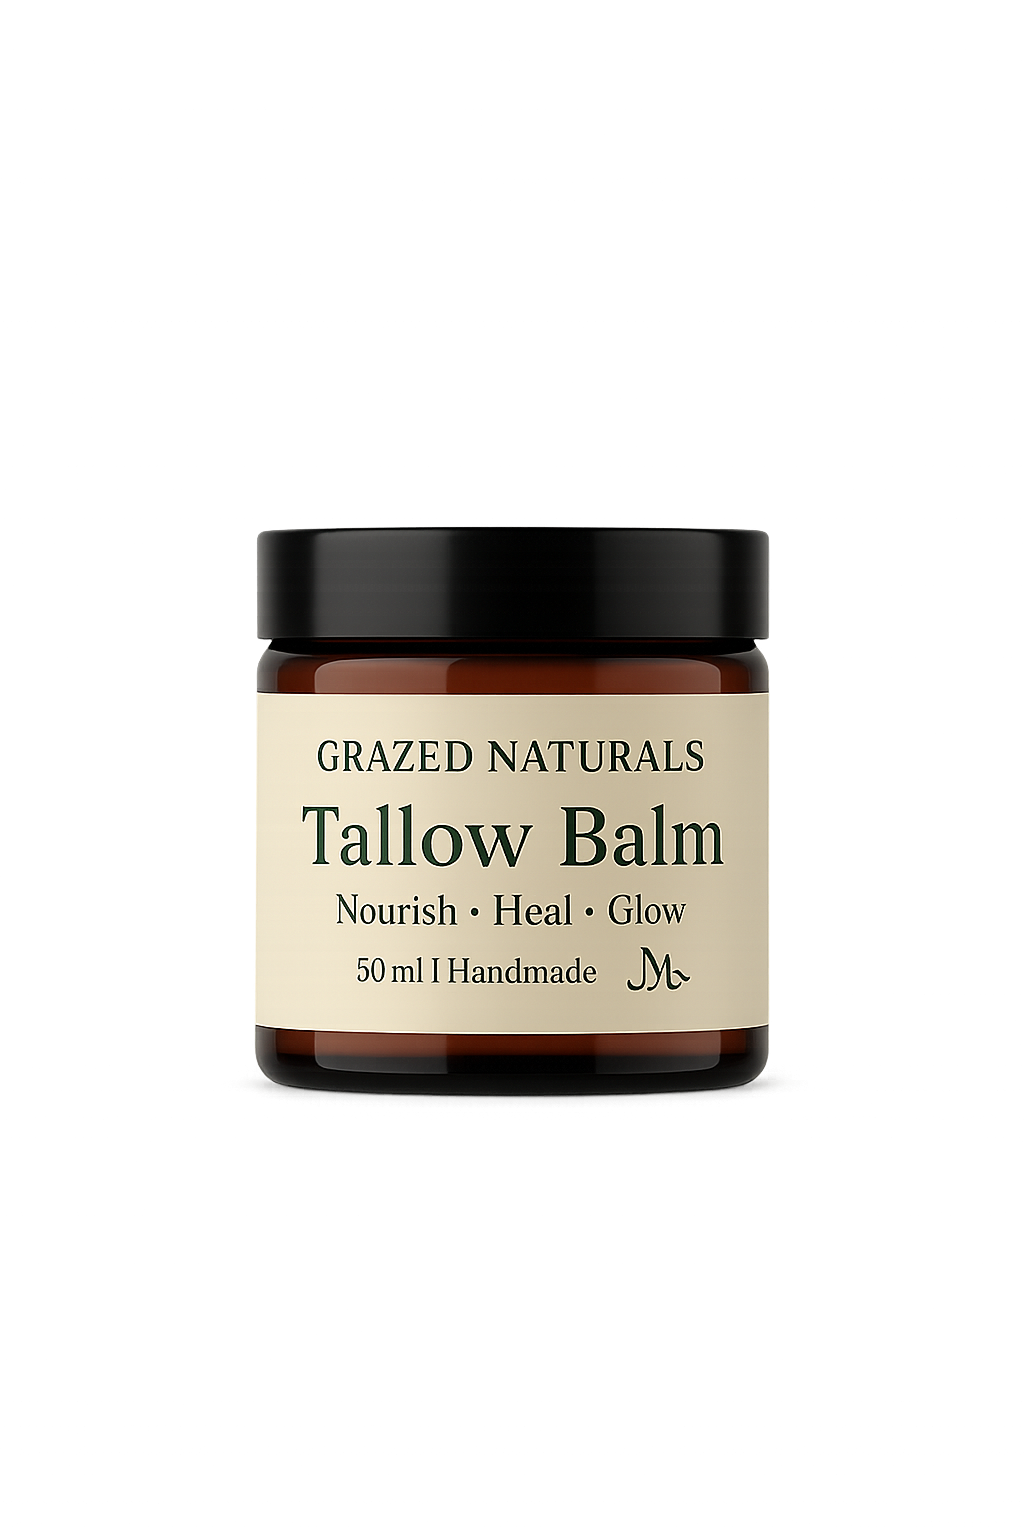 GRAZED NATURALS
Tallow Balm
Nourish • Heal • Glow
50 ml I Handmade